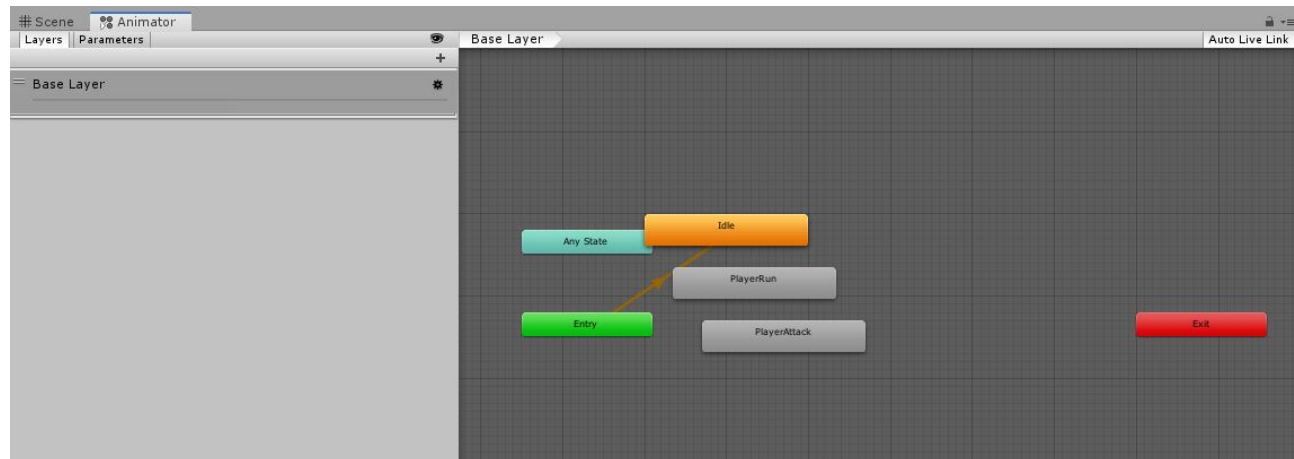 Scene Animator
Layers Parameters Base Layer Auto Live Link
Base Layer
Idle
Any State
PlayerRun
Entry
PlayerAttack
Exit